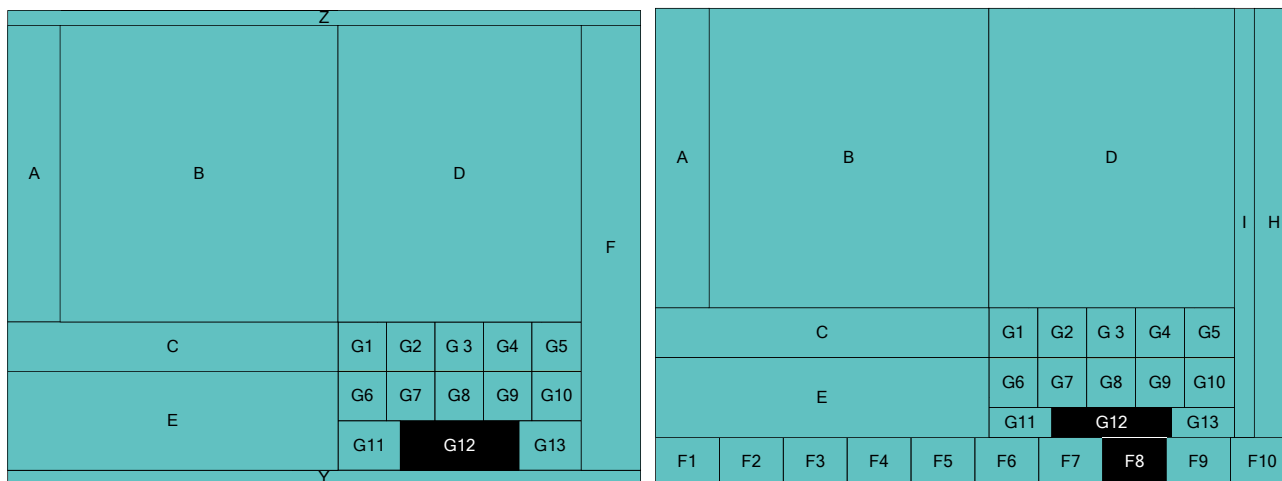 Z
A B D F
C G1 G2 G 3 G4 G5
E G6 G7 G8 G9 G10
G11 G12 G13
Y
A B D I H
C G1 G2 G 3 G4 G5
E G6 G7 G8 G9 G10
G11 G12 G13
F1 F2 F3 F4 F5 F6 F7 F8 F9 F10